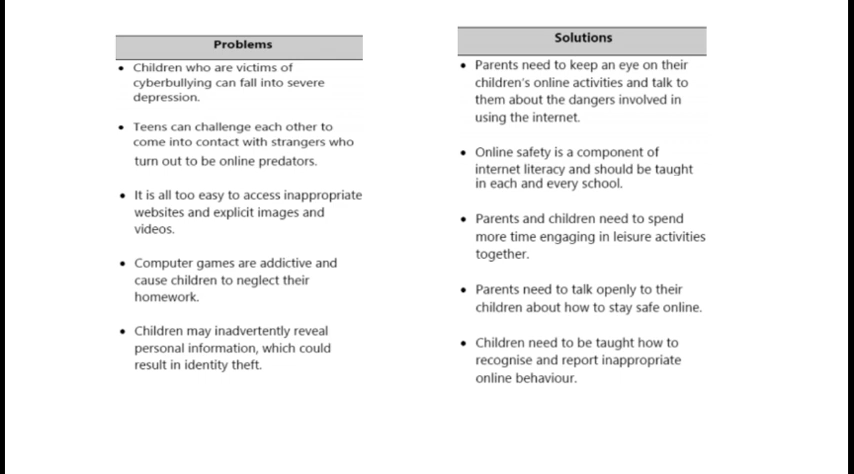 Problems
• Children who are victims of
cyberbullying can fall into severe
depression.
• Teens can challenge each other to
come into contact with strangers who
turn out to be online predators.
• It is all too easy to access inappropriate
websites and explicit images and
videos.
• Computer games are addictive and
cause children to neglect their
homework.
• Children may inadvertently reveal
personal information, which could
result in identity theft.
Solutions
• Parents need to keep an eye on their
children's online activities and talk to
them about the dangers involved in
using the internet.
• Online safety is a component of
internet literacy and should be taught
in each and every school.
• Parents and children need to spend
more time engaging in leisure activities
together.
• Parents need to talk openly to their
children about how to stay safe online.
• Children need to be taught how to
recognise and report inappropriate
online behaviour.